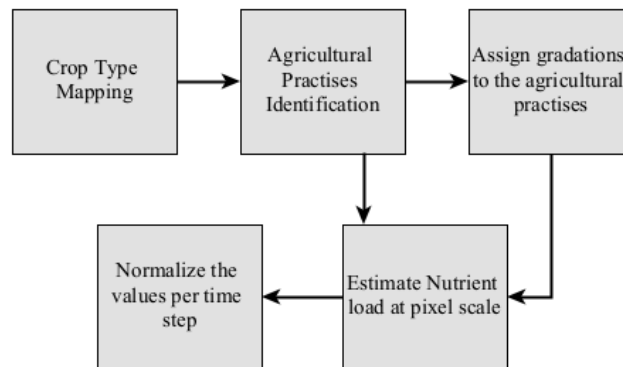 Crop Type
Mapping
Agricultural
Practises
Identification
Assign gradations
to the agricultural
practises
Normalize the
values per time
step
Estimate Nutrient
load at pixel scale